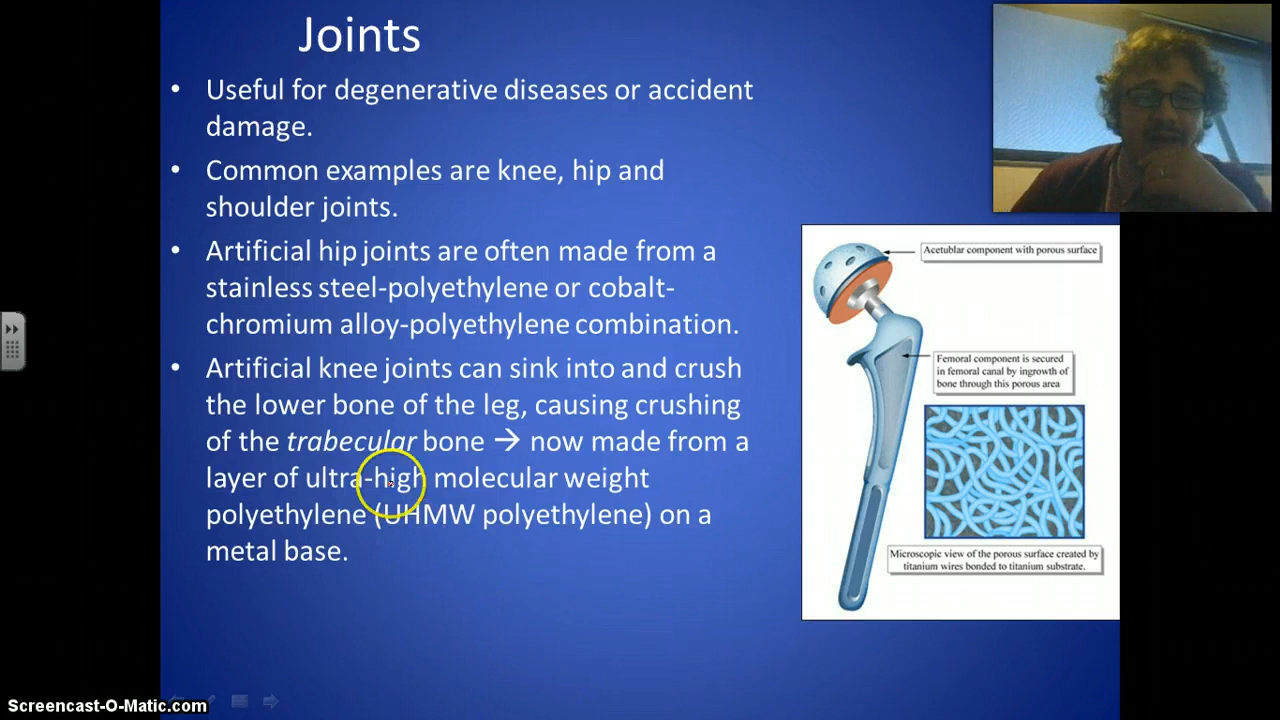 Joints
• Useful for degenerative diseases or accident
damage.
• Common examples are knee, hip and
shoulder joints.
• Artificial hip joints are often made from a
stainless steel-polyethylene or cobalt-
chromium alloy-polyethylene combination.
• Artificial knee joints can sink into and crush
the lower bone of the leg, causing crushing
of the trabecular bone → now made from a
layer of ultra-high molecular weight
polyethylene (UHMW polyethylene) on a
metal base.
Acetublar component with porous surface
Femoral component is secured
in femoral canal by ingrowth of
bone through this porous area
Microscopic view of the porous surface created by
titanium wires bonded to titanium substrate.
Screencast-O-Matic.com